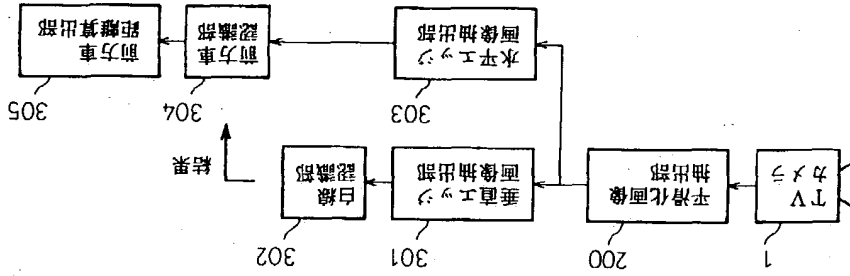 TV
カメラ
1
平滑化画像
抽出部
200
垂直エッジ
画像抽出部
301
白線
認識部
302
結果
水平エッジ
画像抽出部
303
前方車
認識部
304
前方車
距離算出部
305